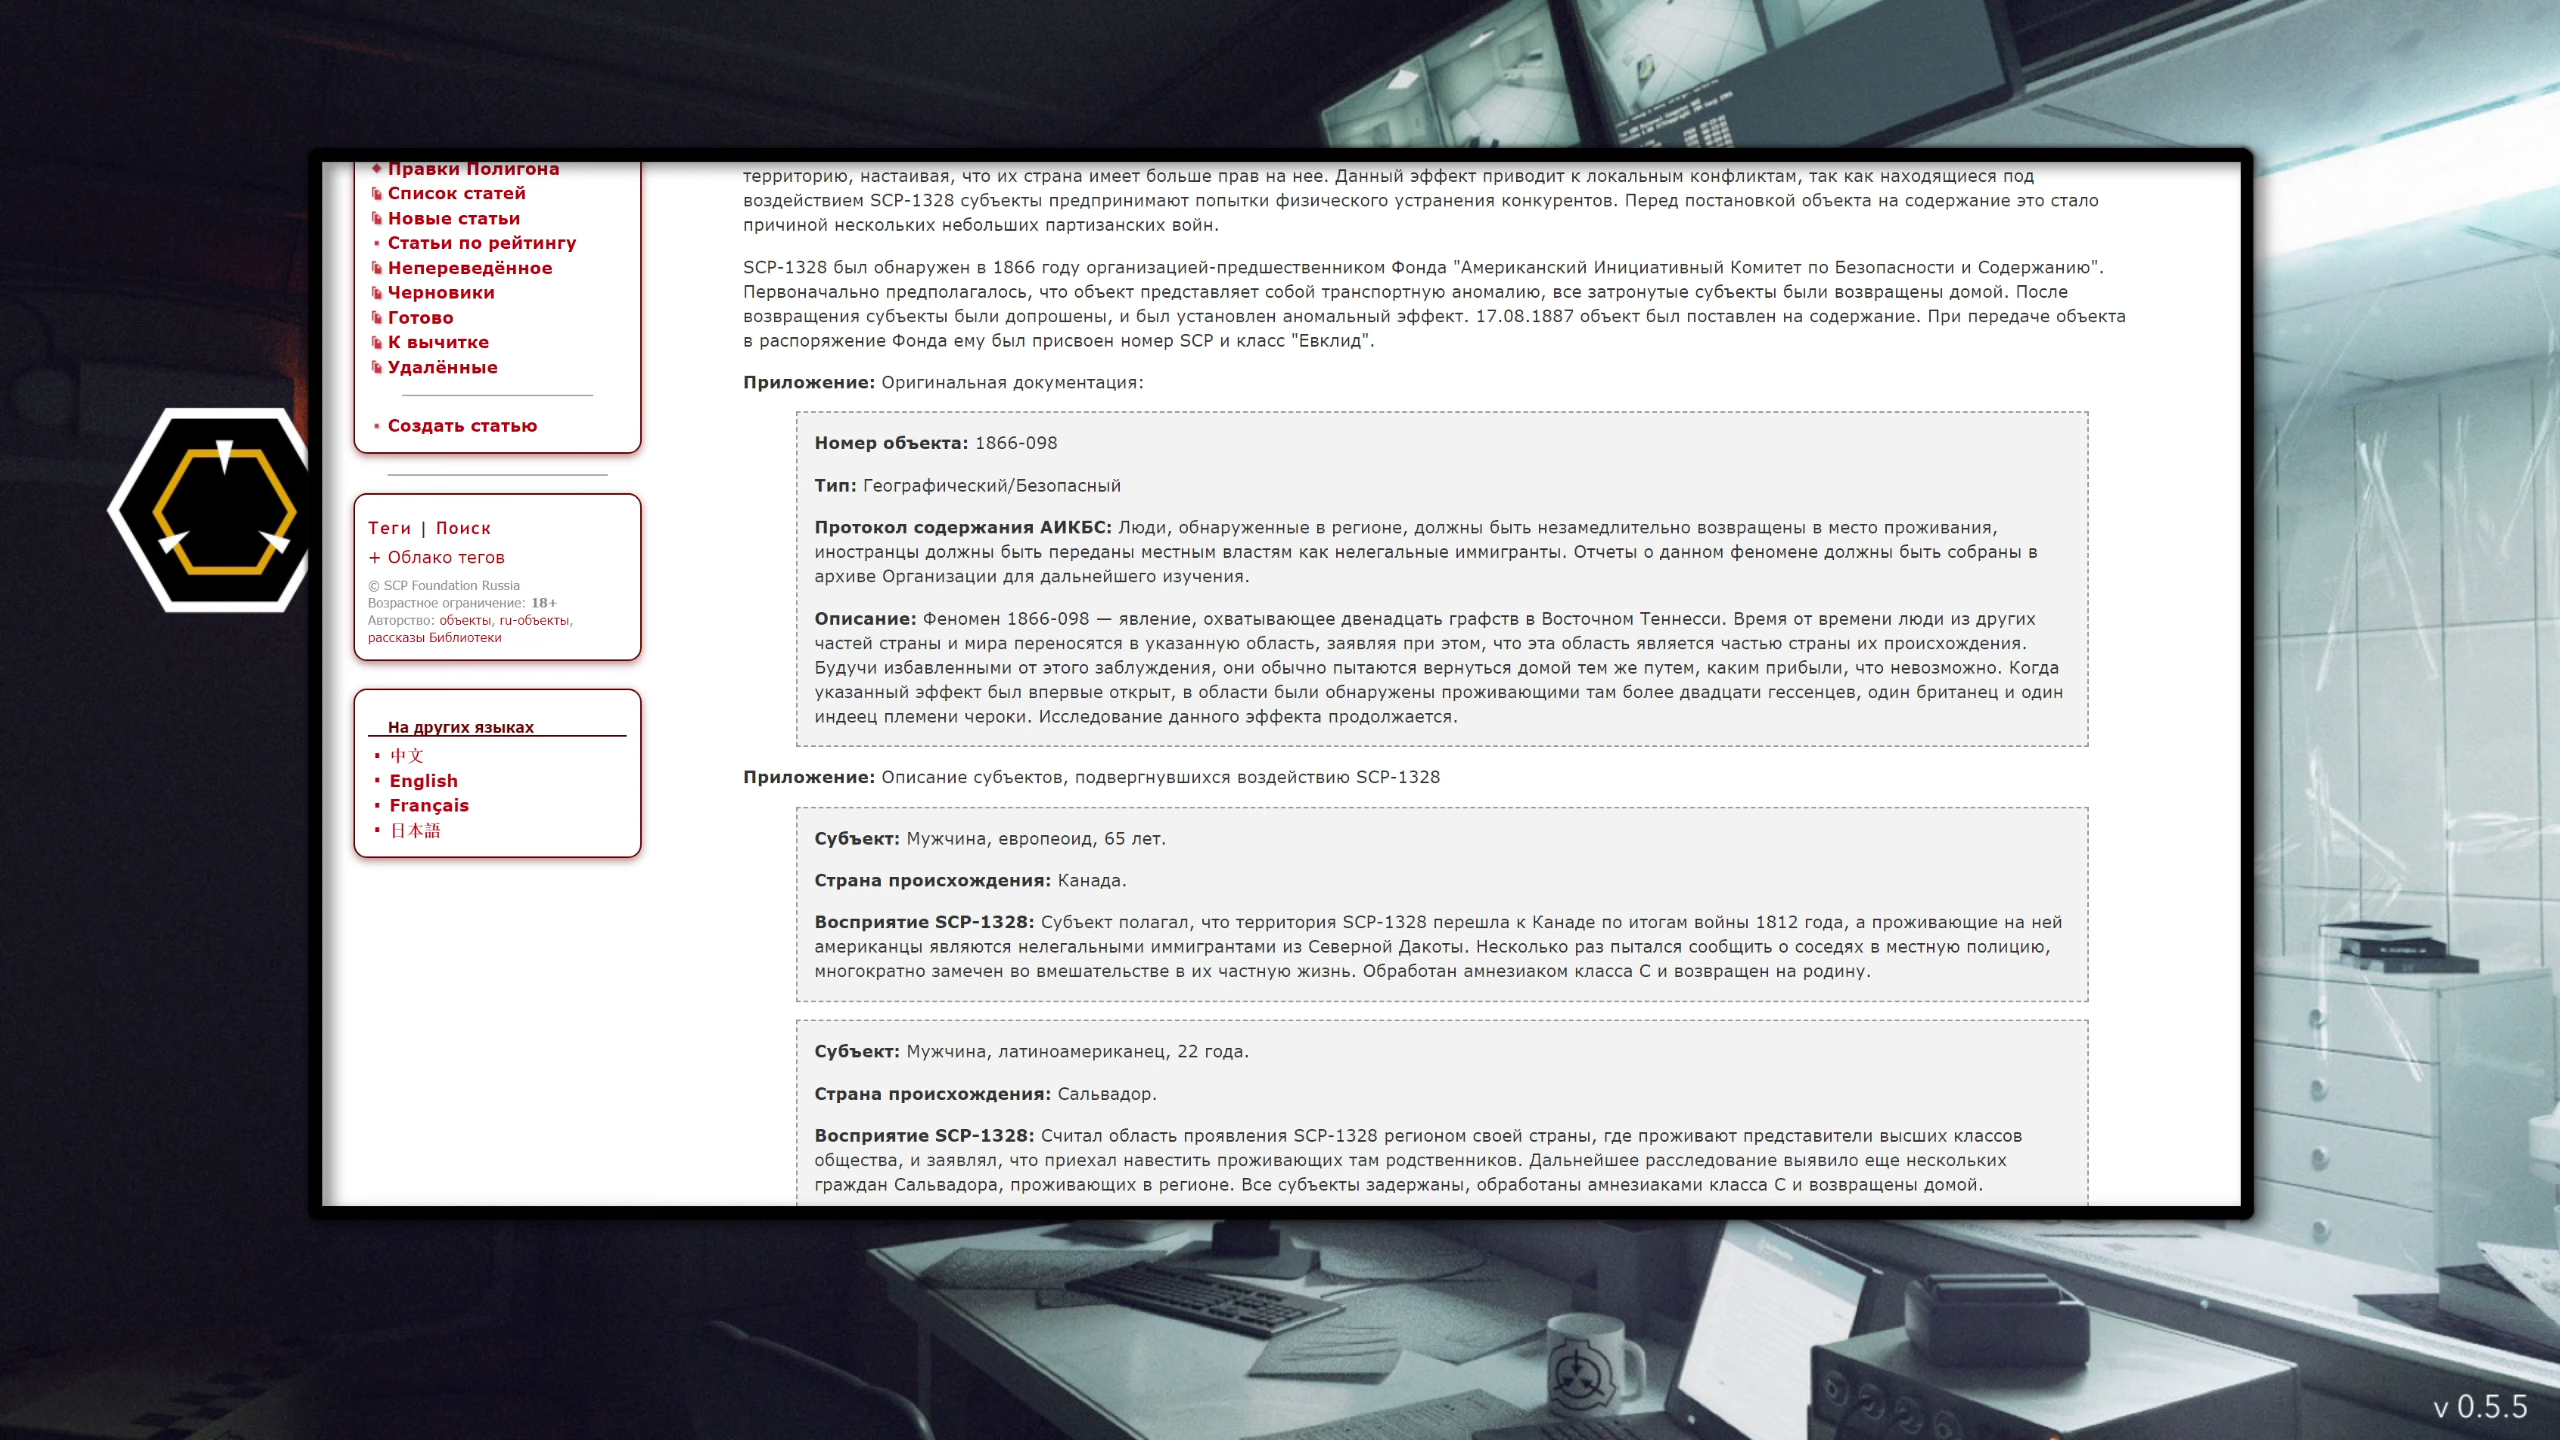 Правки Полигона
Список статей
Новые статьи
Статьи по рейтингу
Непереведённое
Черновики
Готово
К вычитке
Удалённые
Создать статью
Теги | Поиск
+ Облако тегов
© SCP Foundation Russia
Возрастное ограничение: 18+
Авторство: объекты, ru-объекты,
рассказы Библиотеки
На других языках
中文
English
Français
日本語
территорию, настаивая, что их страна имеет больше прав на нее. Данный эффект приводит к локальным конфликтам, так как находящиеся под
воздействием SCP-1328 субъекты предпринимают попытки физического устранения конкурентов. Перед постановкой объекта на содержание это стало
причиной нескольких небольших партизанских войн.
SCP-1328 был обнаружен в 1866 году организацией-предшественником Фонда "Американский Инициативный Комитет по Безопасности и Содержанию".
Первоначально предполагалось, что объект представляет собой транспортную аномалию, все затронутые субъекты были возвращены домой. После
возвращения субъекты были допрошены, и был установлен аномальный эффект. 17.08.1887 объект был поставлен на содержание. При передаче объекта
в распоряжение Фонда ему был присвоен номер SCP и класс "Евклид".
Приложение: Оригинальная документация:
Номер объекта: 1866-098
Тип: Географический/Безопасный
Протокол содержания АИКБС: Люди, обнаруженные в регионе, должны быть незамедлительно возвращены в место проживания,
иностранцы должны быть переданы местным властям как нелегальные иммигранты. Отчеты о данном феномене должны быть собраны в
архиве Организации для дальнейшего изучения.
Описание: Феномен 1866-098 — явление, охватывающее двенадцать графств в Восточном Теннесси. Время от времени люди из других
частей страны и мира переносятся в указанную область, заявляя при этом, что эта область является частью страны их происхождения.
Будучи избавленными от этого заблуждения, они обычно пытаются вернуться домой тем же путем, каким прибыли, что невозможно. Когда
указанный эффект был впервые открыт, в области были обнаружены проживающими там более двадцати гессенцев, один британец и один
индеец племени чероки. Исследование данного эффекта продолжается.
Приложение: Описание субъектов, подвергнувшихся воздействию SCP-1328
Субъект: Мужчина, европеоид, 65 лет.
Страна происхождения: Канада.
Восприятие SCP-1328: Субъект полагал, что территория SCP-1328 перешла к Канаде по итогам войны 1812 года, а проживающие на ней
американцы являются нелегальными иммигрантами из Северной Дакоты. Несколько раз пытался сообщить о соседях в местную полицию,
многократно замечен во вмешательстве в их частную жизнь. Обработан амнезиаком класса С и возвращен на родину.
Субъект: Мужчина, латиноамериканец, 22 года.
Страна происхождения: Сальвадор.
Восприятие SCP-1328: Считал область проявления SCP-1328 регионом своей страны, где проживают представители высших классов
общества, и заявлял, что приехал навестить проживающих там родственников. Дальнейшее расследование выявило еще нескольких
граждан Сальвадора, проживающих в регионе. Все субъекты задержаны, обработаны амнезиаками класса С и возвращены домой.
v 0.5.5